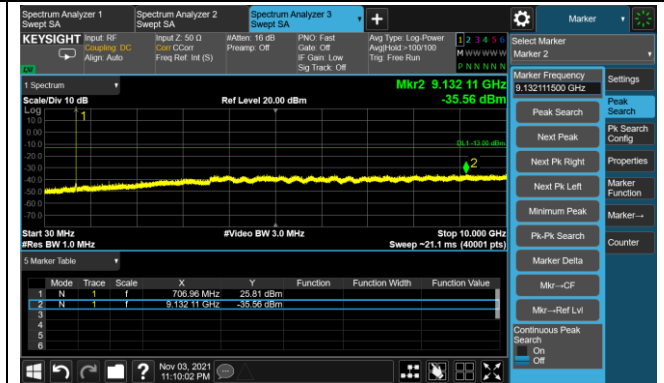 Spectrum Analyzer 1
Swept SA
Spectrum Analyzer 2
Swept SA
Spectrum Analyzer 3
Swept SA
Marker
KEYSIGHT
Input: RF
Coupling: DC
Align: Auto
Input Z: 50 Ω
Corr CCorr
Freq Ref: Int (S)
#Atten: 16 dB
Preamp: Off
PNO: Fast
Gate: Off
IF Gain: Low
Sig Track: Off
Avg Type: Log-Power
Avg|Hold:>100/100
Trig: Free Run
1 2 3 4 5 6
M W W W W W
P N N N N N
Select Marker
Marker 2
1 Spectrum
Scale/Div 10 dB
Ref Level 20.00 dBm
Mkr2 9.132 11 GHz
-35.56 dBm
Log
10.0
0.00
-10.0
-20.0
-30.0
-40.0
-50.0
-60.0
-70.0
1
DL1 -13.00 dBm
2
Start 30 MHz
#Video BW 3.0 MHz
Stop 10.000 GHz
#Res BW 1.0 MHz
Sweep ~21.1 ms (40001 pts)
5 Marker Table
Mode Trace Scale X Y Function Function Width Function Value
1 N 1 f 706.96 MHz 25.81 dBm
2 N 1 f 9.132 11 GHz -35.56 dBm
3
4
5
6
Marker Frequency
9.132111500 GHz
Peak Search
Next Peak
Next Pk Right
Next Pk Left
Minimum Peak
Pk-Pk Search
Marker Delta
Mkr→CF
Mkr→Ref Lvl
Continuous Peak
Search
On
Off
Settings
Peak
Search
Pk Search
Config
Properties
Marker
Function
Marker→
Counter
Nov 03, 2021
11:10:02 PM